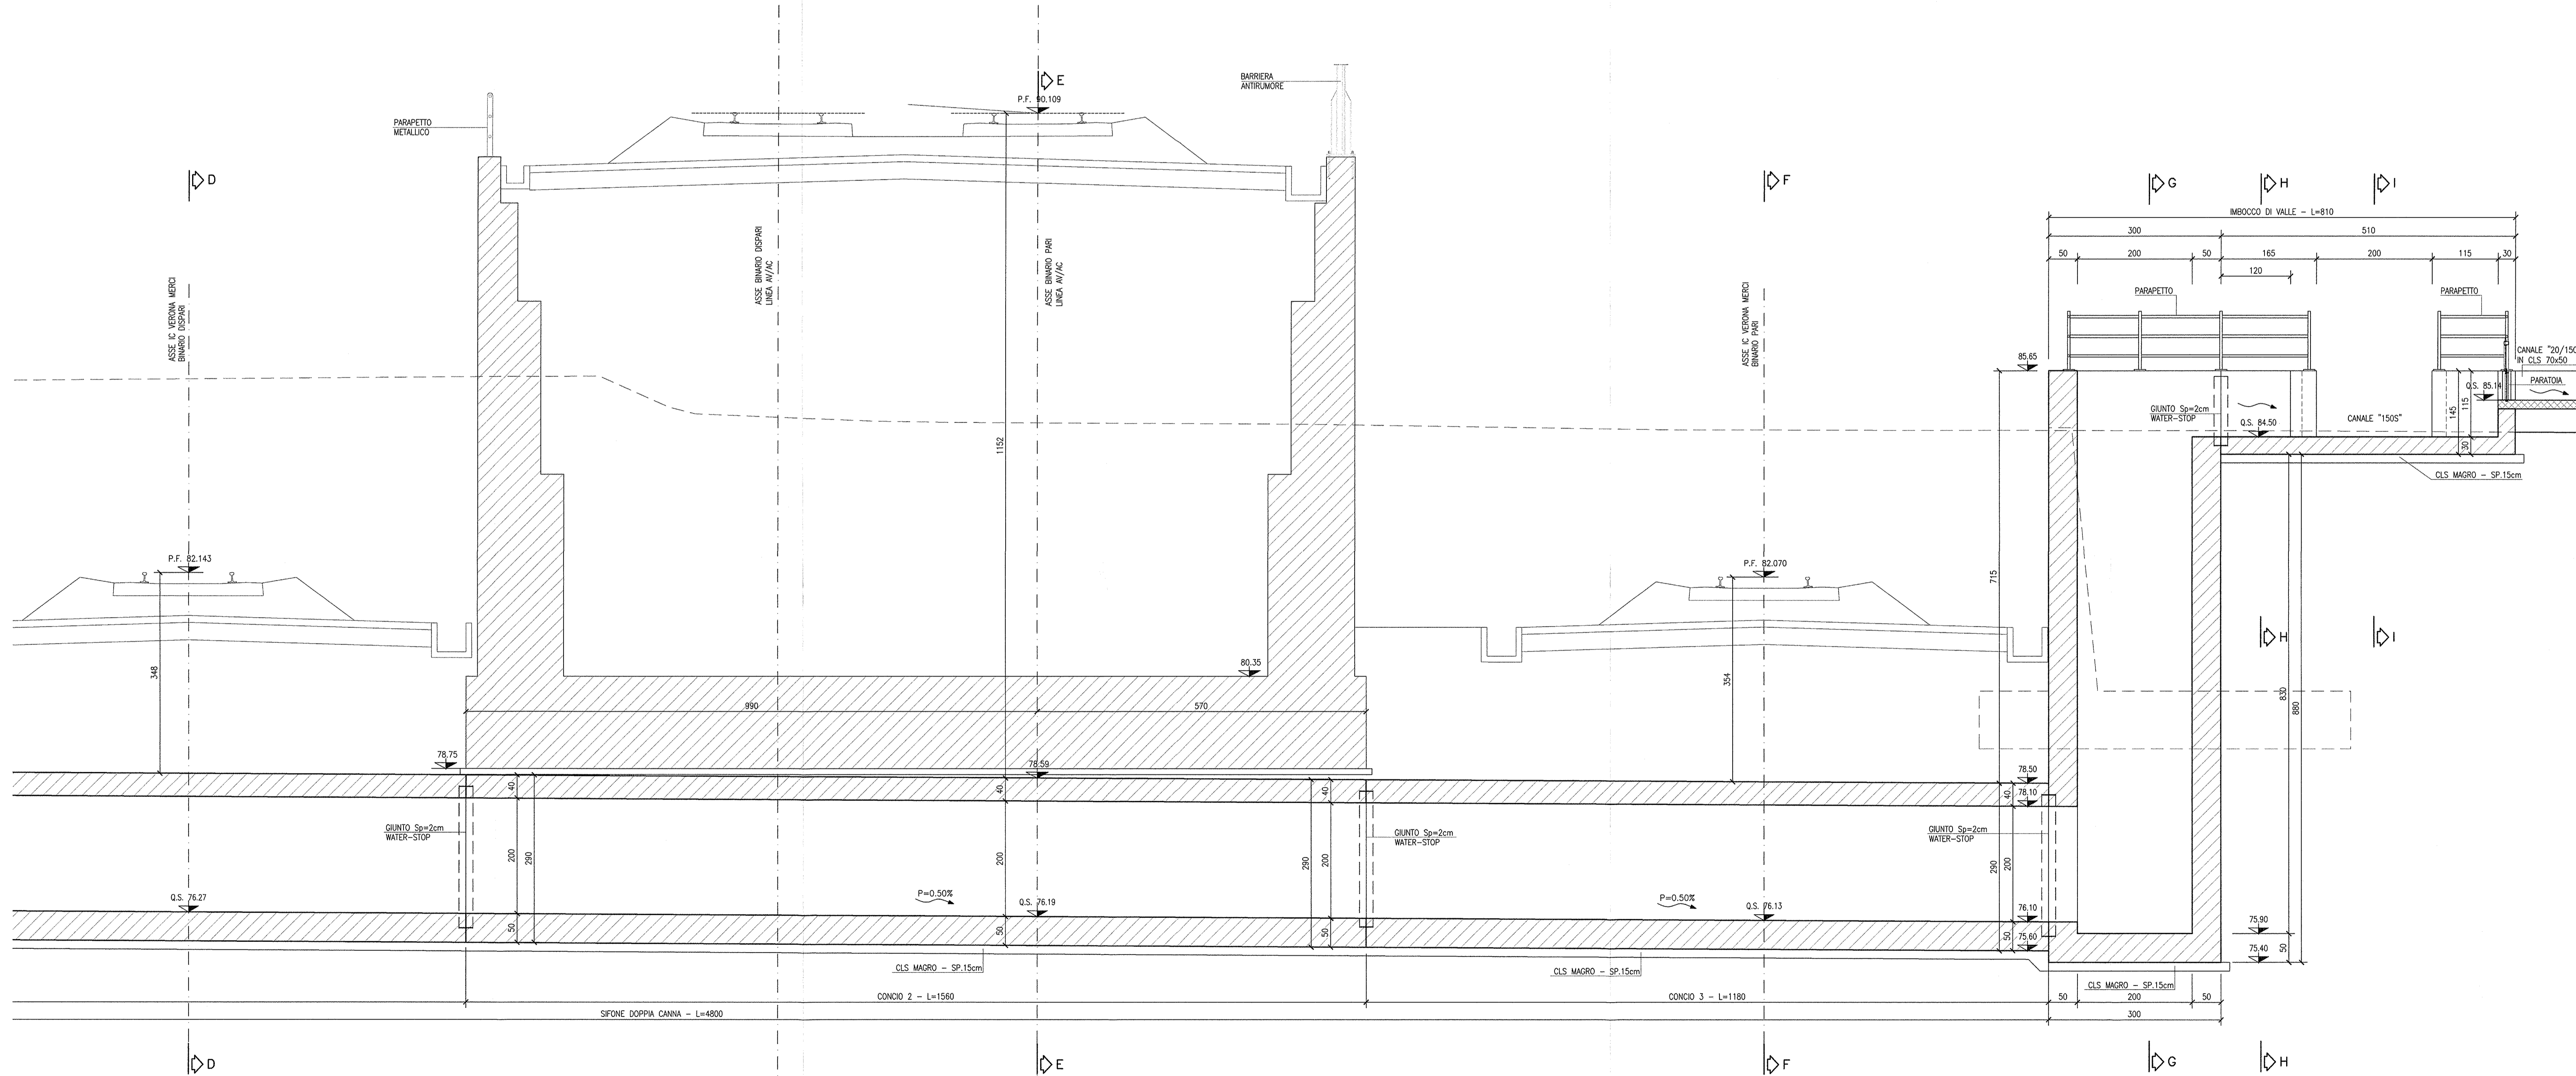 E
P.F. 90.109
BARRIERA
ANTIRUMORE
PARAPETTO
METALLICO
D
F
G
H
I
IMBOCCO DI VALLE - L=810
300
510
50
200
50
165
200
115
30
120
ASSE IC VERONA MERCI
BINARIO DISPARI
ASSE BINARIO DISPARI
LINEA AV/AC
ASSE BINARIO PARI
LINEA AV/AC
ASSE IC VERONA MERCI
BINARIO PARI
PARAPETTO
PARAPETTO
85.65
CANALE "20/150
IN CLS 70x50
PARATOIA
Q.S. 85.14
GIUNTO Sp=2cm
WATER-STOP
Q.S. 84.50
CANALE "150S"
145
115
30
CLS MAGRO - SP.15cm
1152
P.F. 82.143
P.F. 82.070
715
348
80.35
354
H
I
830
880
990
570
78.75
78.59
78.50
78.10
40
40
40
40
GIUNTO Sp=2cm
WATER-STOP
GIUNTO Sp=2cm
WATER-STOP
GIUNTO Sp=2cm
WATER-STOP
200
290
200
290
200
290
200
Q.S. 76.27
P=0.50%
Q.S. 76.19
P=0.50%
Q.S. 76.13
76.10
75.60
75.90
75.40
50
50
50
50
50
CLS MAGRO - SP.15cm
CLS MAGRO - SP.15cm
CLS MAGRO - SP.15cm
CONCIO 2 - L=1560
CONCIO 3 - L=1180
50
200
50
SIFONE DOPPIA CANNA - L=4800
300
D
E
F
G
H